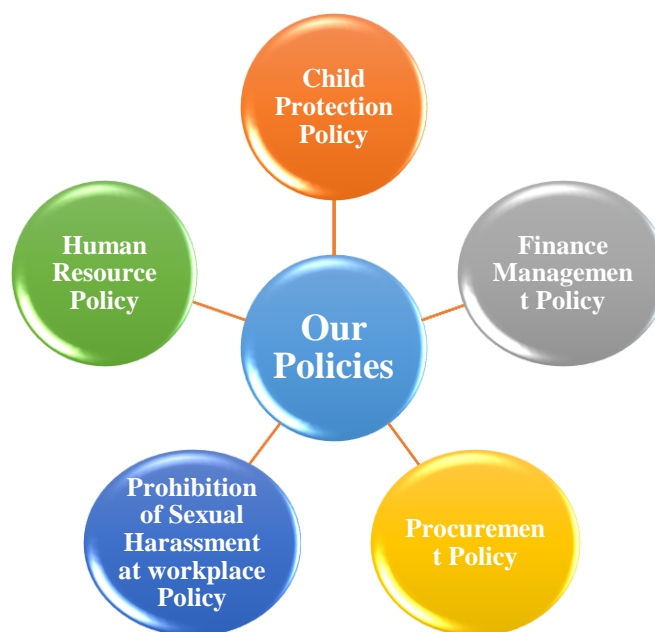 Child
Protection
Policy
Human
Resource
Policy
Finance
Managemen
t Policy
Our
Policies
Prohibition
of Sexual
Harassment
at workplace
Policy
Procuremen
t Policy